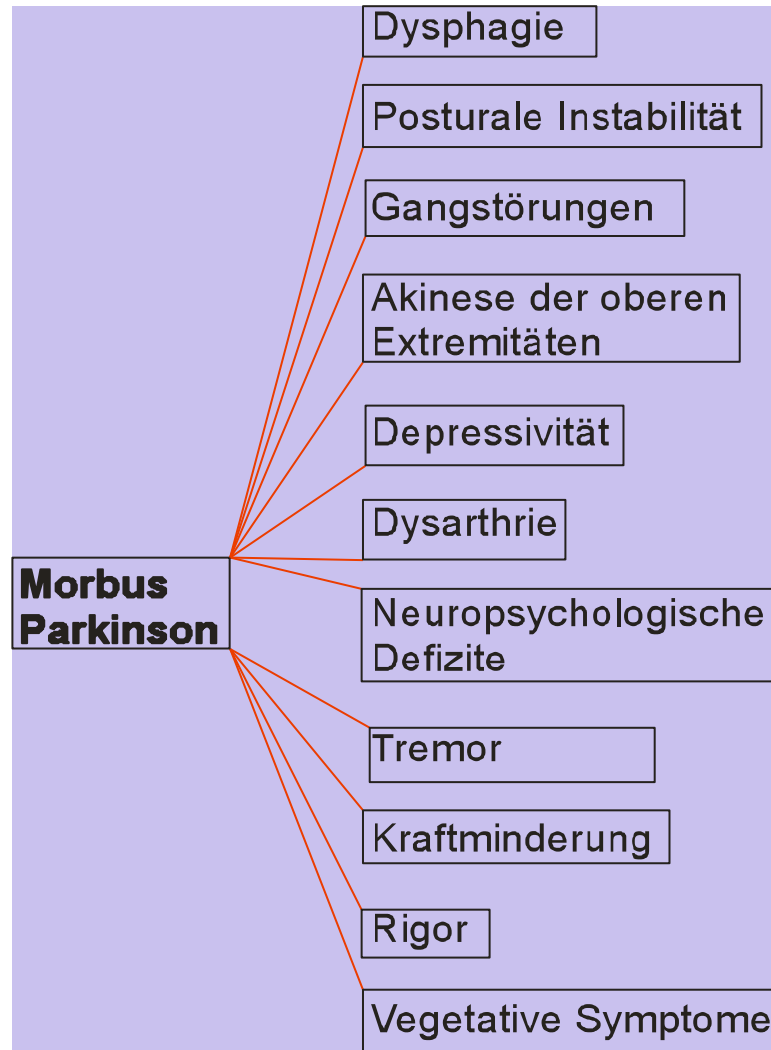 Dysphagie
Posturale Instabilität
Gangstörungen
Akinese der oberen
Extremitäten
Depressivität
Dysarthrie
Morbus
Parkinson
Neuropsychologische
Defizite
Tremor
Kraftminderung
Rigor
Vegetative Symptome